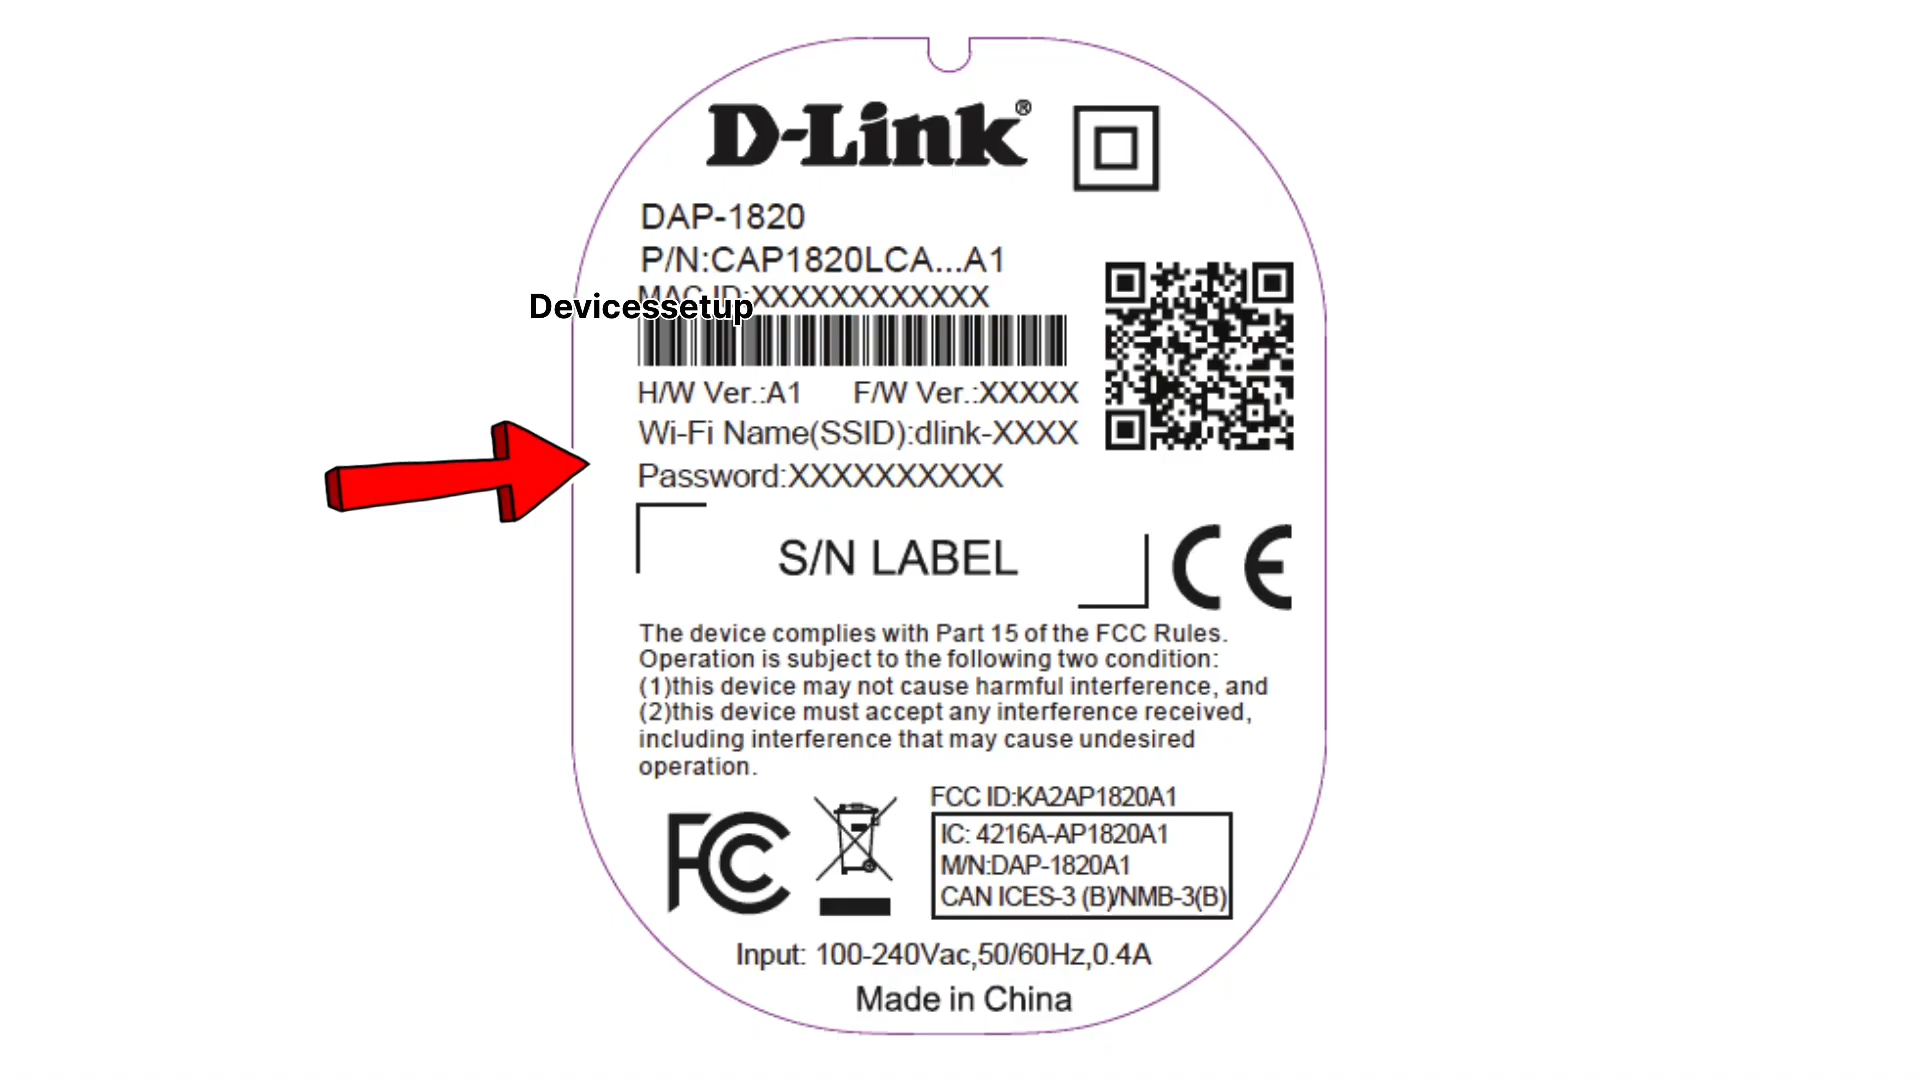 D-Link®
DAP-1820
P/N:CAP1820LCA...A1
MAC ID:XXXXXXXXXXXX
Devicessetup
H/W Ver.:A1 F/W Ver.:XXXXX
Wi-Fi Name(SSID):dlink-XXXX
Password:XXXXXXXXXX
S/N LABEL
CE
The device complies with Part 15 of the FCC Rules.
Operation is subject to the following two condition:
(1)this device may not cause harmful interference, and
(2)this device must accept any interference received,
including interference that may cause undesired
operation.
FCC ID:KA2AP1820A1
FC
IC: 4216A-AP1820A1
M/N:DAP-1820A1
CAN ICES-3 (B)/NMB-3(B)
Input: 100-240Vac,50/60Hz,0.4A
Made in China